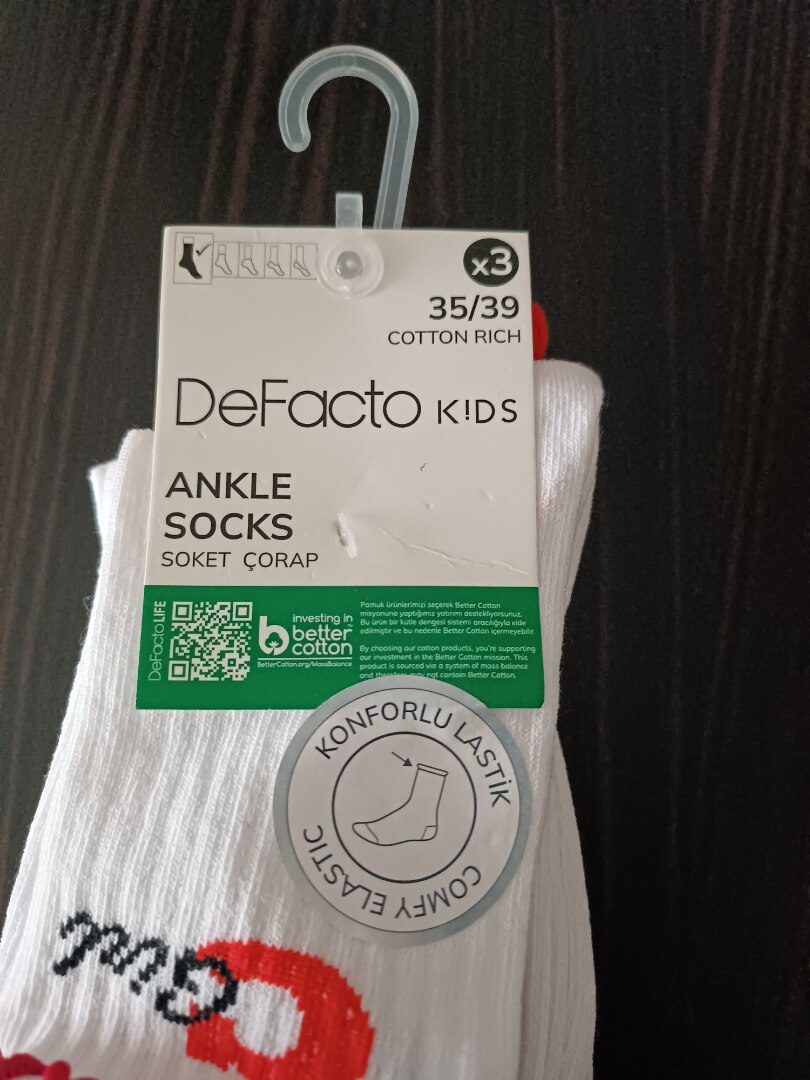 x3
35/39
COTTON RICH
DeFacto K!DS
ANKLE
SOCKS
SOKET ÇORAP
DeFacto LIFE
investing in
better
cotton
BetterCotton.org/MassBalance
Pamuk ürünlerimizi seçerek Better Cotton
misyonuna yaptığımız yatırımı destekliyorsunuz.
Bu ürün bir kütle dengesi sistemi aracılığıyla elde
edilmiştir ve bu nedenle Better Cotton içermeyebilir.
By choosing our cotton products, you're supporting
our investment in the Better Cotton mission. This
product is sourced via a system of mass balance
and therefore may not contain Better Cotton.
KONFORLU LASTİK
COMFY ELASTIC
Girl